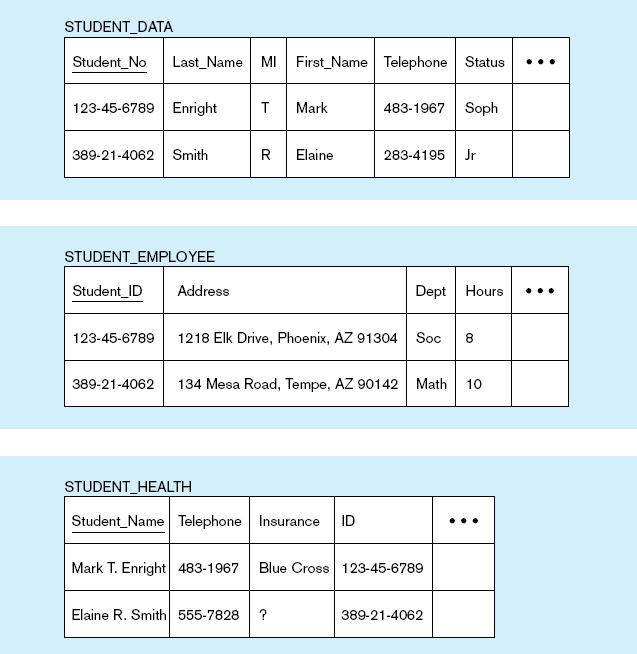 STUDENT_DATA
Student_No Last_Name MI First_Name Telephone Status •••
123-45-6789 Enright T Mark 483-1967 Soph
389-21-4062 Smith R Elaine 283-4195 Jr
STUDENT_EMPLOYEE
Student_ID Address Dept Hours •••
123-45-6789 1218 Elk Drive, Phoenix, AZ 91304 Soc 8
389-21-4062 134 Mesa Road, Tempe, AZ 90142 Math 10
STUDENT_HEALTH
Student_Name Telephone Insurance ID •••
Mark T. Enright 483-1967 Blue Cross 123-45-6789
Elaine R. Smith 555-7828 ? 389-21-4062